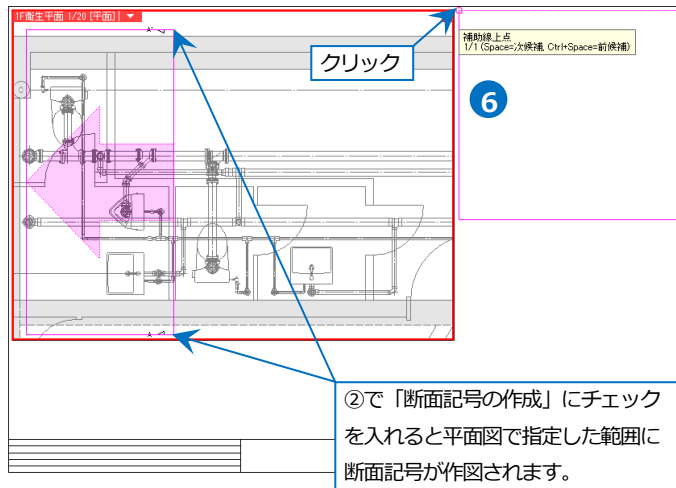 1F衛生平面 1/20 [平面]
A'
クリック
補助線上点
1/1 (Space=次候補, Ctrl+Space=前候補)
6
A
②で「断面記号の作成」にチェック
を入れると平面図で指定した範囲に
断面記号が作図されます。